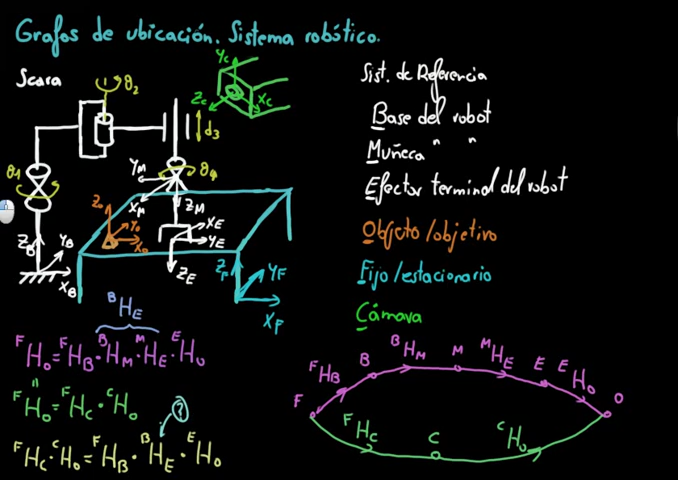 Grafos de ubicación. Sistema robótico.
Scara
θ2
Yc
Zc
Xc
Sist. de Referencia
Base del robot
Muñeca " "
Efector terminal del robot
Objeto/objetivo
Fijo/estacionario
Cámara
d3
θ1
YM
θ4
XM
ZM
Zo
Yo
Xo
XE
YE
ZE
ZB
YB
XB
ZF
YF
XF
BHE
FHO = FHB · BHM · MHE · EHO
"
FHO = FHC · CHO
?
FHC · CHO = FHB · BHE · EHO
F
FHB
B
BHM
M
MHE
E
EHO
O
FHC
C
CHO